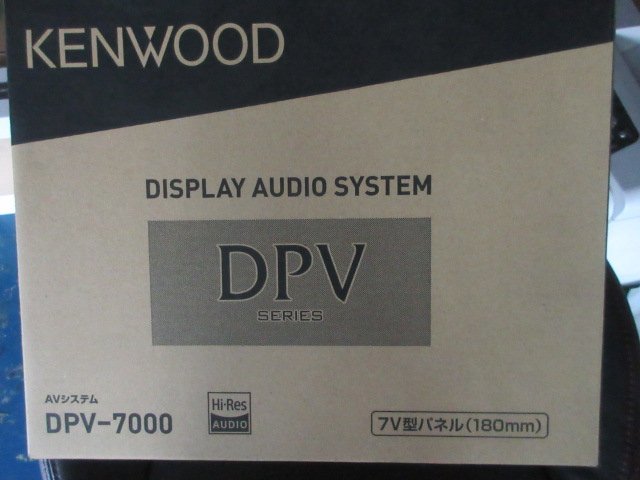 KENWOOD
DISPLAY AUDIO SYSTEM
DPV
SERIES
AVシステム
DPV-7000
Hi-Res
AUDIO
7V型パネル(180mm)